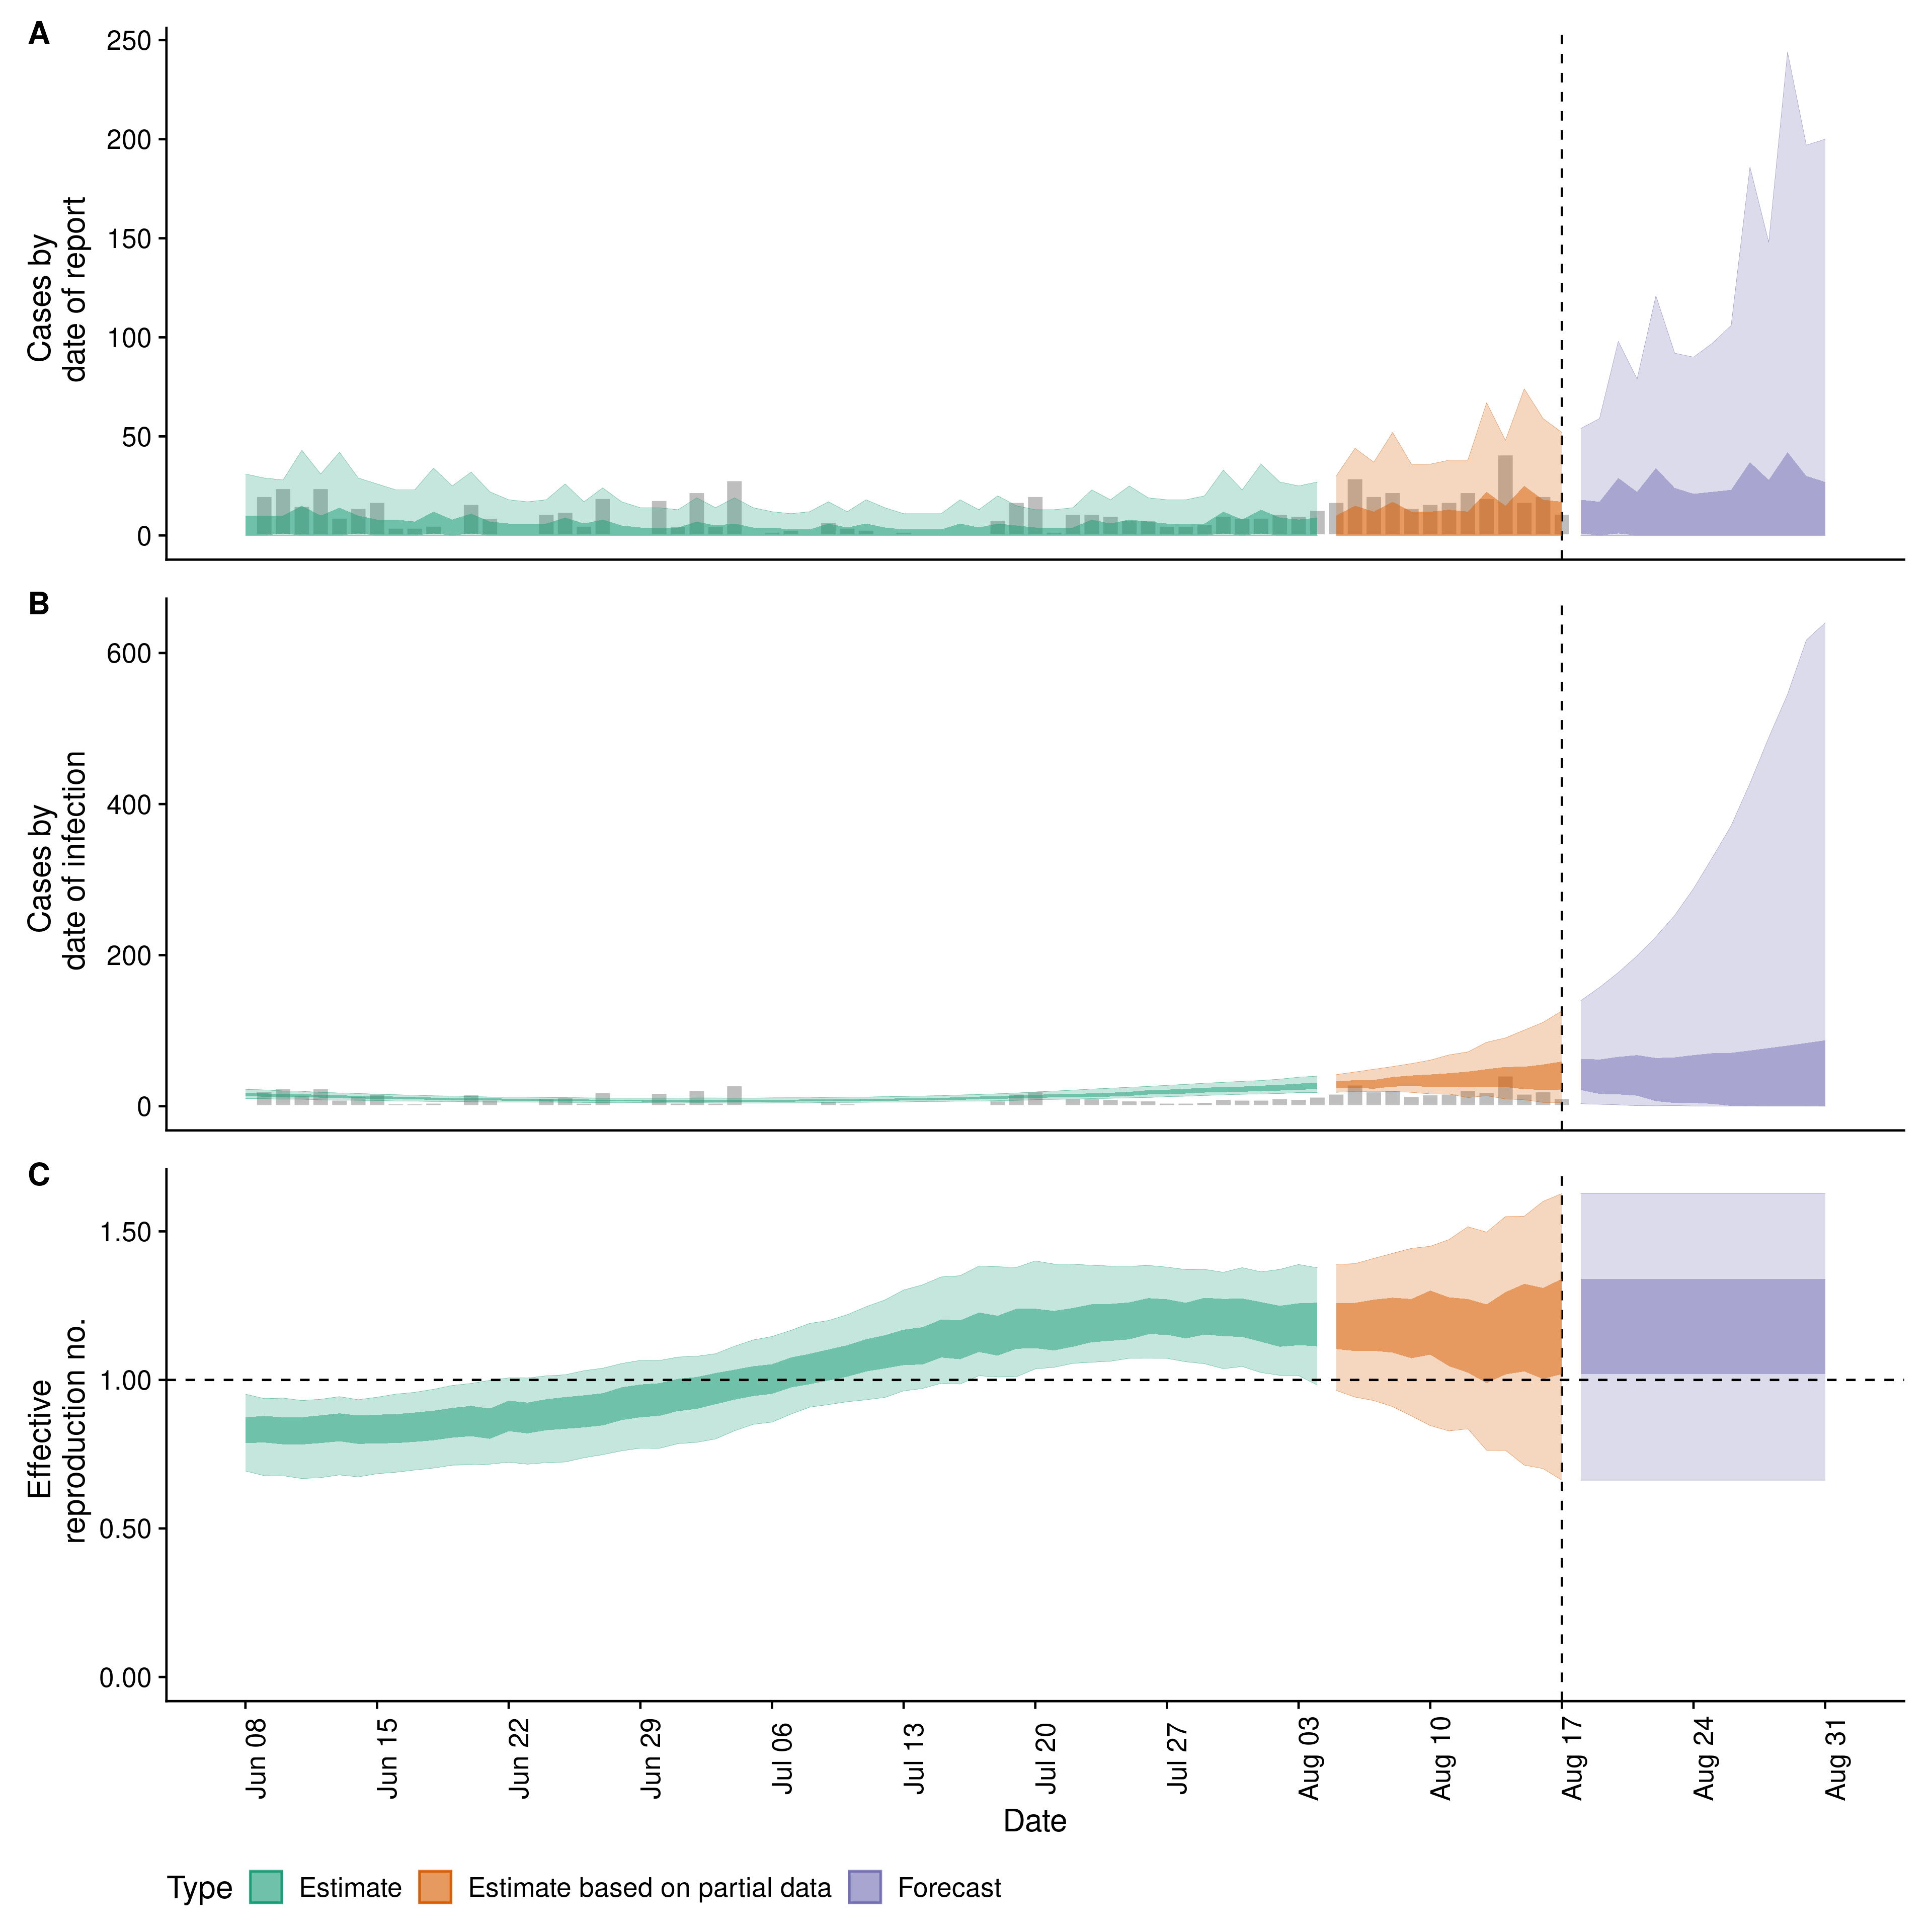 A
250
200
150
100
50
0
Cases by
date of report
B
600
400
200
0
Cases by
date of infection
C
1.50
1.00
0.50
0.00
Effective
reproduction no.
Jun 08
Jun 15
Jun 22
Jun 29
Jul 06
Jul 13
Jul 20
Jul 27
Aug 03
Aug 10
Aug 17
Aug 24
Aug 31
Date
Type Estimate Estimate based on partial data Forecast